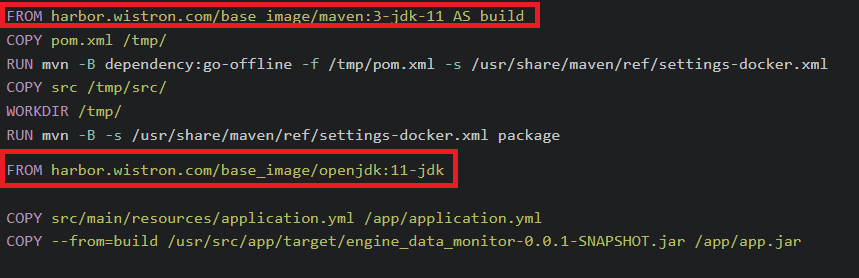 FROM harbor.wistron.com/base_image/maven:3-jdk-11 AS build
COPY pom.xml /tmp/
RUN mvn -B dependency:go-offline -f /tmp/pom.xml -s /usr/share/maven/ref/settings-docker.xml
COPY src /tmp/src/
WORKDIR /tmp/
RUN mvn -B -s /usr/share/maven/ref/settings-docker.xml package
FROM harbor.wistron.com/base_image/openjdk:11-jdk
COPY src/main/resources/application.yml /app/application.yml
COPY --from=build /usr/src/app/target/engine_data_monitor-0.0.1-SNAPSHOT.jar /app/app.jar